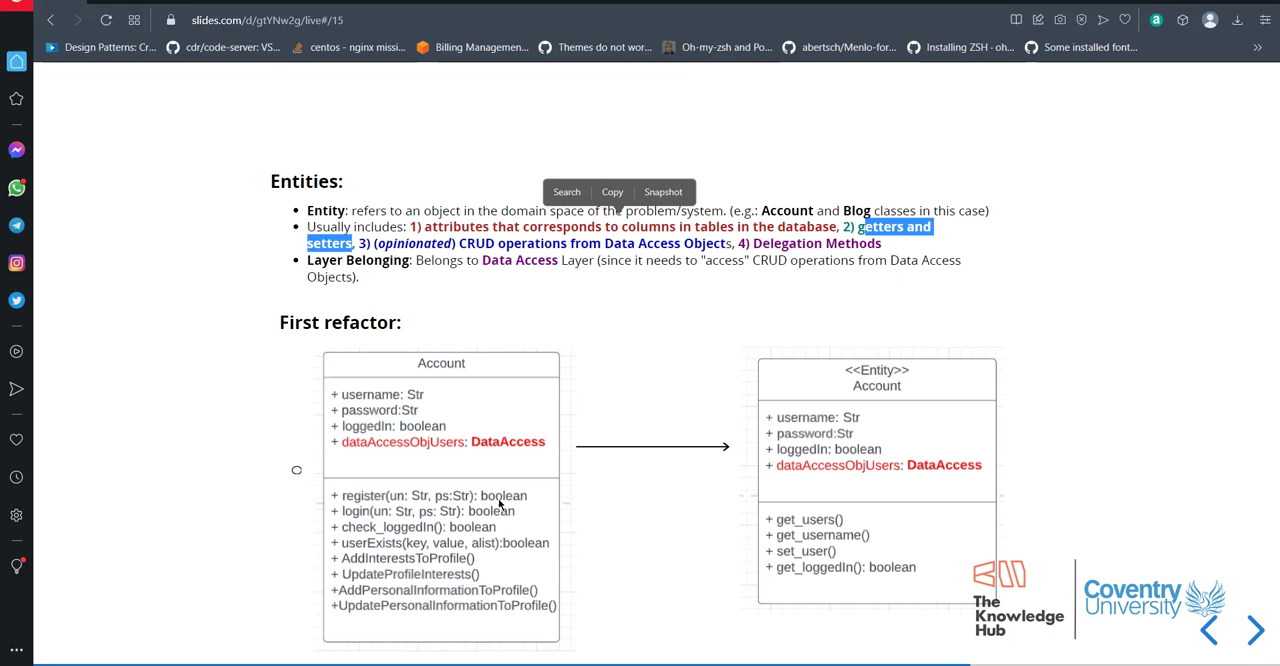 slides.com/d/gtYNw2g/live#/15
Design Patterns: Cr...
cdr/code-server: VS...
centos - nginx missi...
Billing Managemen...
Themes do not wor...
Oh-my-zsh and Po...
abertsch/Menlo-for...
Installing ZSH · oh...
Some installed font...
Entities:
Search Copy Snapshot
Entity: refers to an object in the domain space of the problem/system. (e.g.: Account and Blog classes in this case)
Usually includes: 1) attributes that corresponds to columns in tables in the database, 2) getters and
setters, 3) (opinionated) CRUD operations from Data Access Objects, 4) Delegation Methods
Layer Belonging: Belongs to Data Access Layer (since it needs to "access" CRUD operations from Data Access
Objects).
First refactor:
Account
+ username: Str
+ password:Str
+ loggedIn: boolean
+ dataAccessObjUsers: DataAccess
+ register(un: Str, ps:Str): boolean
+ login(un: Str, ps: Str): boolean
+ check_loggedIn(): boolean
+ userExists(key, value, alist):boolean
+ AddInterestsToProfile()
+ UpdateProfileInterests()
+AddPersonalInformationToProfile()
+UpdatePersonalInformationToProfile()
<<Entity>>
Account
+ username: Str
+ password:Str
+ loggedIn: boolean
+ dataAccessObjUsers: DataAccess
+ get_users()
+ get_username()
+ set_user()
+ get_loggedIn(): boolean
The
Knowledge
Hub
Coventry
University